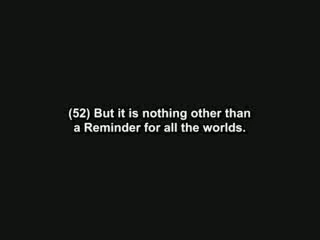 (52) But it is nothing other than
a Reminder for all the worlds.